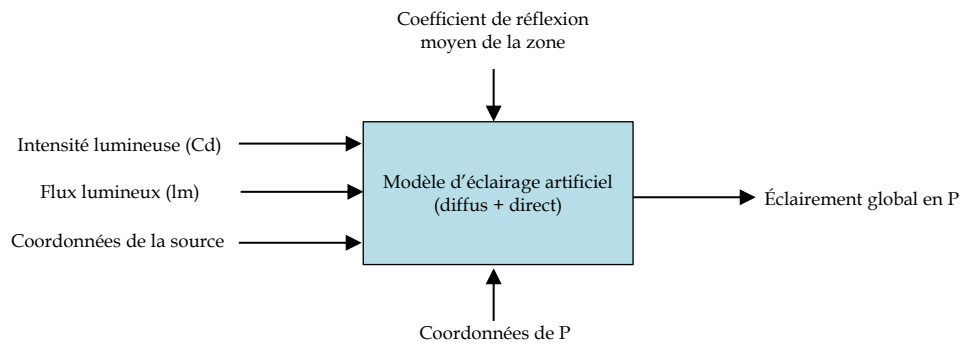 Coefficient de réflexion
moyen de la zone
Intensité lumineuse (Cd)
Flux lumineux (lm)
Coordonnées de la source
Modèle d'éclairage artificiel
(diffus + direct)
Éclairement global en P
Coordonnées de P